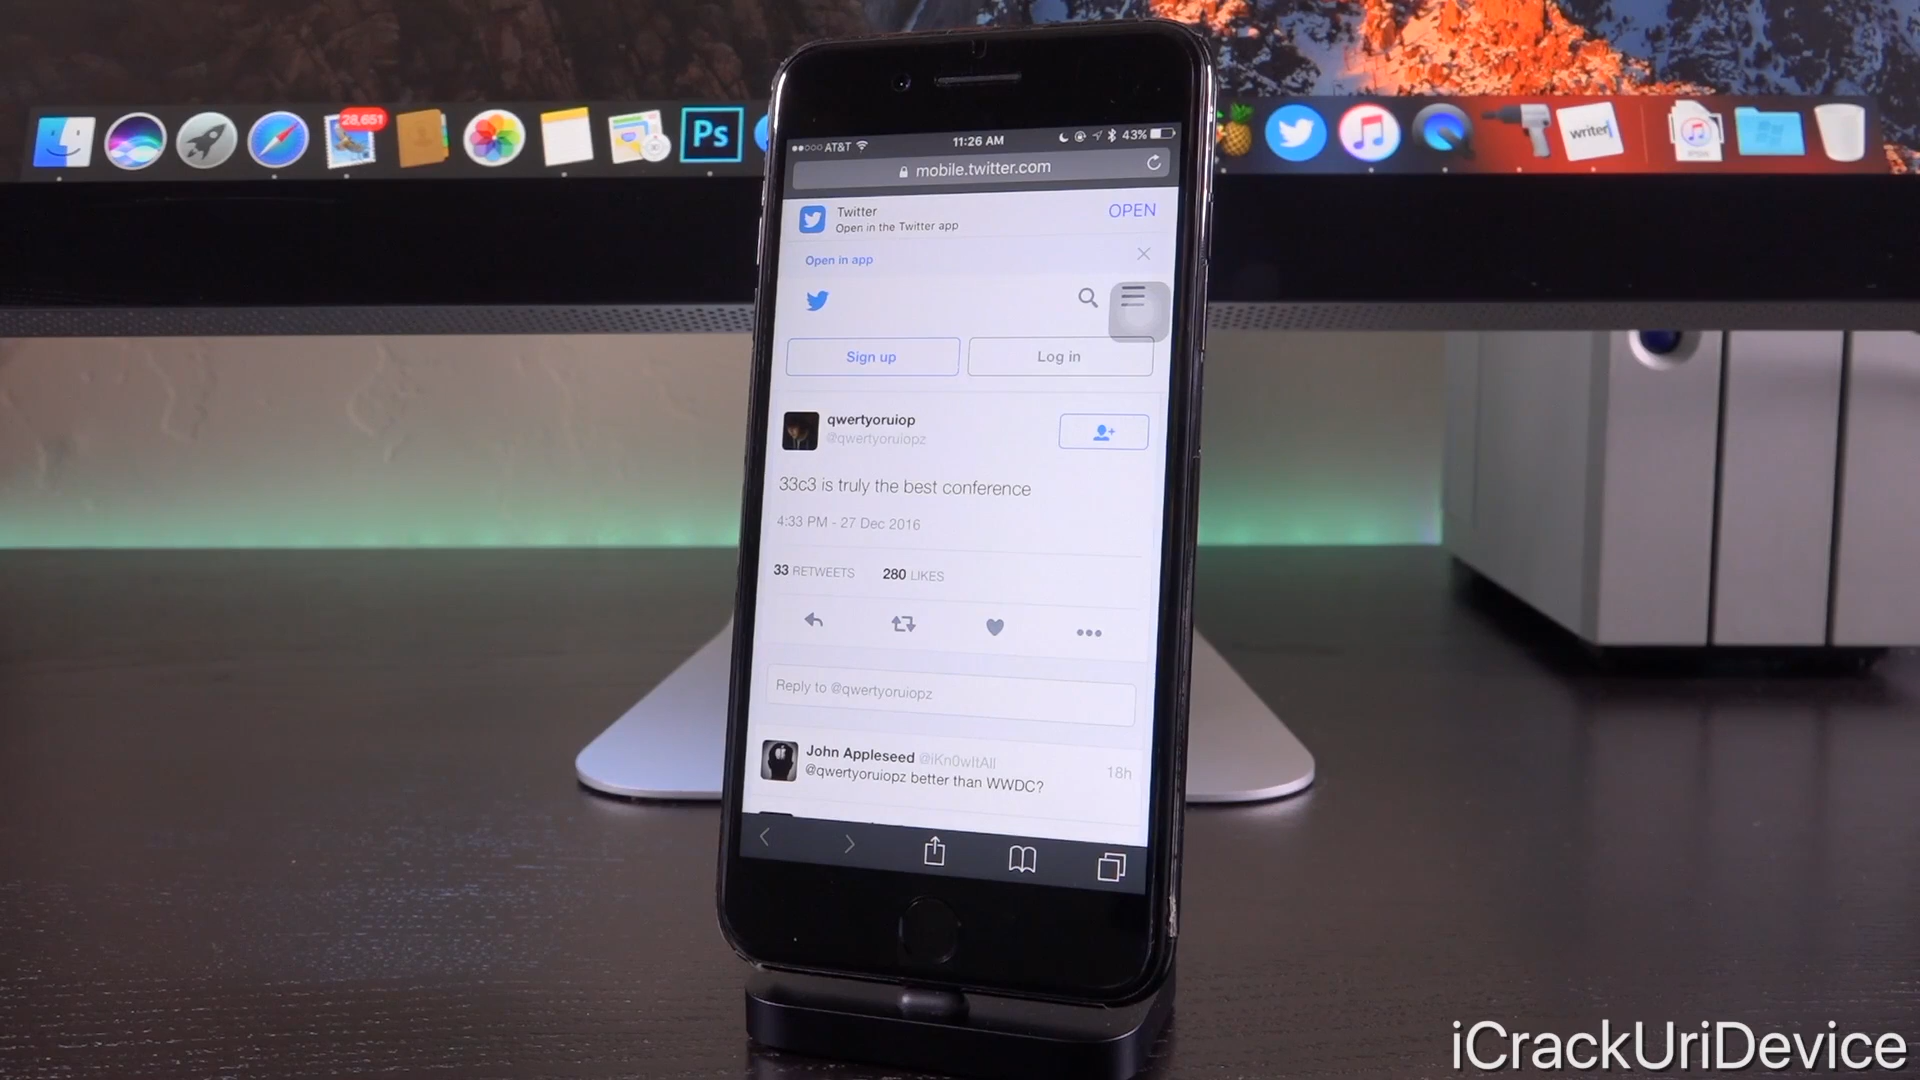 28,651
Ps
writer
AT&T 11:26 AM 43%
mobile.twitter.com
Twitter OPEN
Open in the Twitter app
Open in app
Sign up Log in
qwertyoruiop
@qwertyoruiopz
33c3 is truly the best conference
4:33 PM - 27 Dec 2016
33 RETWEETS 280 LIKES
Reply to @qwertyoruiopz
John Appleseed @iKn0wItAll 18h
@qwertyoruiopz better than WWDC?
iCrackUriDevice